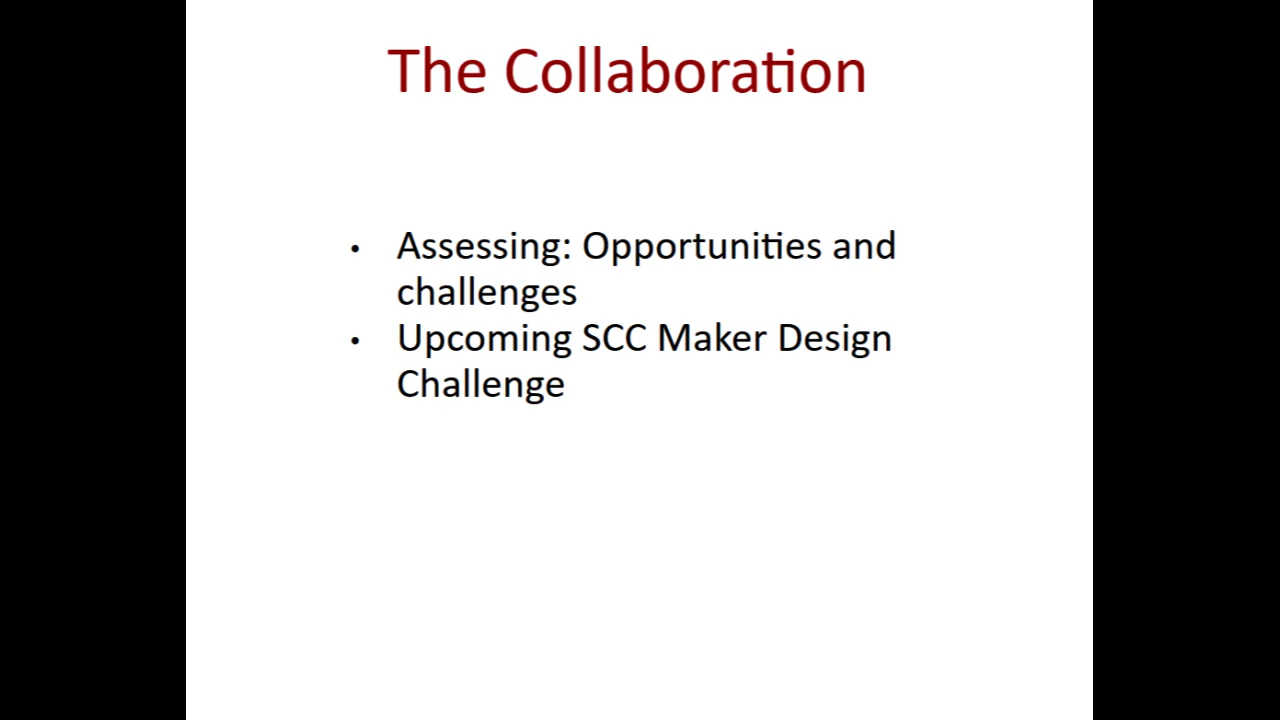 The Collaboration
• Assessing: Opportunities and
challenges
• Upcoming SCC Maker Design
Challenge